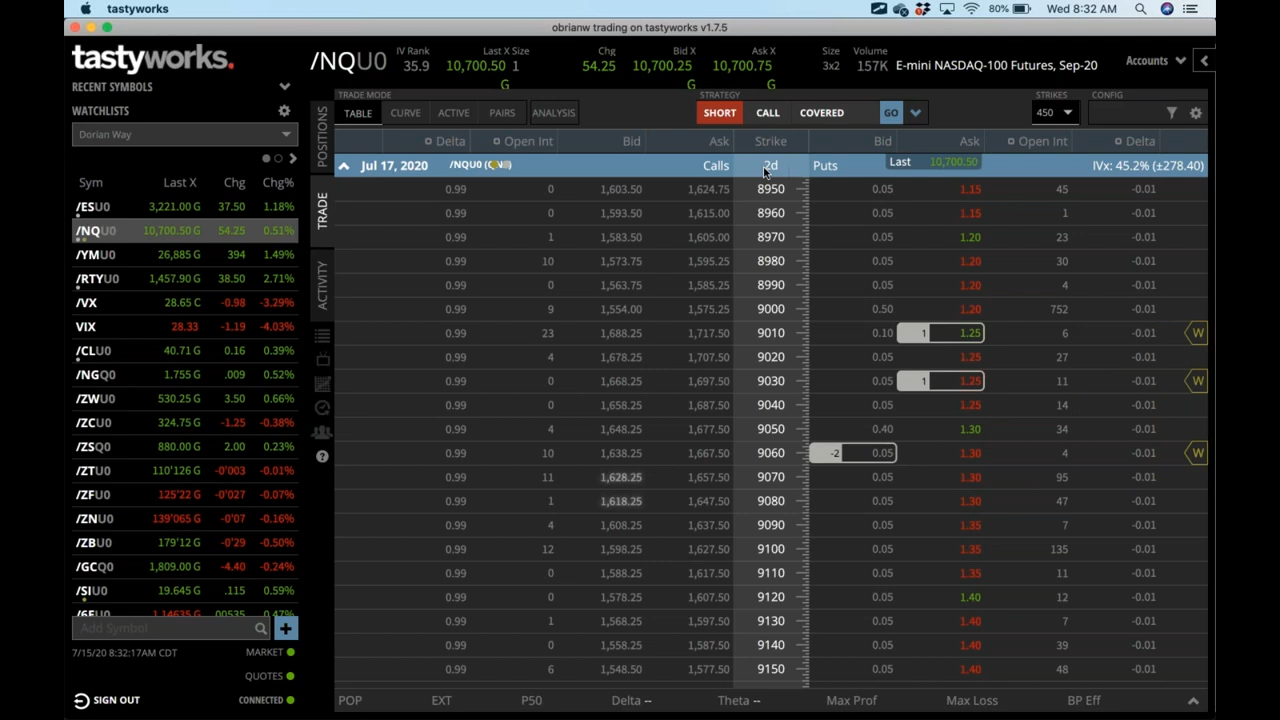 tastyworks
80%
Wed 8:32 AM
obrianw trading on tastyworks v1.7.5
tastyworks.
/NQU0
IV Rank
35.9
Last X Size
10,700.50 1
G
Chg
54.25
Bid X
10,700.25
G
Ask X
10,700.75
G
Size
3x2
Volume
157K
E-mini NASDAQ-100 Futures, Sep-20
Accounts
RECENT SYMBOLS
WATCHLISTS
Dorian Way
Sym Last X Chg Chg%
/ESU0 3,221.00 G 37.50 1.18%
/NQU0 10,700.50 G 54.25 0.51%
/YMU0 26,885 G 394 1.49%
/RTYU0 1,457.90 G 38.50 2.71%
/VX 28.65 C -0.98 -3.29%
VIX 28.33 -1.19 -4.03%
/CLU0 40.71 G 0.16 0.39%
/NGQ0 1.755 G .009 0.52%
/ZWU0 530.25 G 3.50 0.66%
/ZCU0 324.75 G -1.25 -0.38%
/ZSQ0 880.00 G 2.00 0.23%
/ZTU0 110'126 G -0'003 -0.01%
/ZFU0 125'22 G -0'027 -0.07%
/ZNU0 139'065 G -0'07 -0.16%
/ZBU0 179'12 G -0'29 -0.50%
/GCQ0 1,809.00 G -4.40 -0.24%
/SIU0 19.645 G .115 0.59%
Add Symbol
7/15/20 8:32:17AM CDT
MARKET
QUOTES
SIGN OUT
CONNECTED
POSITIONS
TRADE
ACTIVITY
TRADE MODE
TABLE CURVE ACTIVE PAIRS ANALYSIS
STRATEGY
SHORT CALL COVERED GO
STRIKES
450
CONFIG
Delta Open Int Bid Ask Strike Bid Ask Open Int Delta
Jul 17, 2020 Calls 2d Puts Last 10,700.50 IVx: 45.2% (±278.40)
0.99 0 1,603.50 1,624.75 8950 0.05 1.15 45 -0.01
0.99 0 1,593.50 1,615.00 8960 0.05 1.15 1 -0.01
0.99 1 1,583.50 1,605.00 8970 0.05 1.20 23 -0.01
0.99 10 1,573.75 1,595.25 8980 0.05 1.20 30 -0.01
0.99 0 1,563.75 1,585.25 8990 0.05 1.20 4 -0.01
0.99 9 1,554.00 1,575.25 9000 0.50 1.20 752 -0.01
0.99 23 1,688.25 1,717.50 9010 0.10 1 1.25 6 -0.01 W
0.99 4 1,678.25 1,707.50 9020 0.05 1.25 27 -0.01
0.99 0 1,668.25 1,697.50 9030 0.05 1 1.25 11 -0.01 W
0.99 0 1,658.25 1,687.50 9040 0.05 1.25 14 -0.01
0.99 4 1,648.25 1,677.50 9050 0.40 1.30 34 -0.01
0.99 10 1,638.25 1,667.50 9060 -2 0.05 1.30 4 -0.01 W
0.99 0 1,628.25 1,657.50 9070 0.05 1.30 95 -0.01
0.99 1 1,618.25 1,647.50 9080 0.05 1.30 47 -0.01
0.99 4 1,608.25 1,637.50 9090 0.05 1.35 7 -0.01
0.99 12 1,598.25 1,627.50 9100 0.05 1.35 135 -0.01
0.99 0 1,588.25 1,617.50 9110 0.05 1.35 11 -0.01
0.99 0 1,578.25 1,607.50 9120 0.05 1.40 12 -0.01
0.99 1 1,568.25 1,597.50 9130 0.05 1.40 7 -0.01
0.99 0 1,558.25 1,587.50 9140 0.05 1.40 39 -0.01
0.99 6 1,548.50 1,577.50 9150 0.05 1.40 48 -0.01
POP EXT P50 Delta -- Theta -- Max Prof Max Loss BP Eff